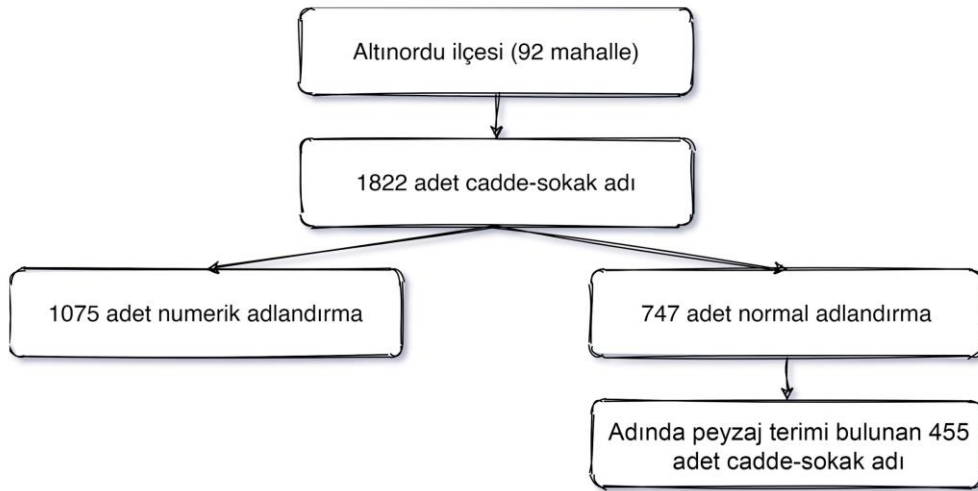 Altınordu ilçesi (92 mahalle)
1822 adet cadde-sokak adı
1075 adet numerik adlandırma
747 adet normal adlandırma
Adında peyzaj terimi bulunan 455
adet cadde-sokak adı